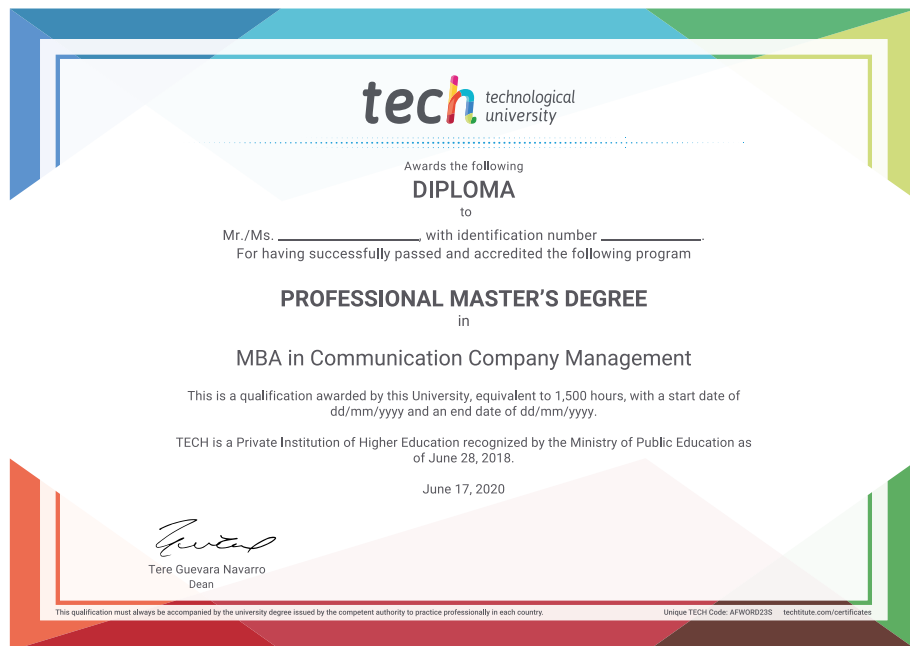 tech technological
university
Awards the following
DIPLOMA
to
Mr./Ms. ____________________, with identification number ______________.
For having successfully passed and accredited the following program
PROFESSIONAL MASTER’S DEGREE
in
MBA in Communication Company Management
This is a qualification awarded by this University, equivalent to 1,500 hours, with a start date of
dd/mm/yyyy and an end date of dd/mm/yyyy.
TECH is a Private Institution of Higher Education recognized by the Ministry of Public Education as
of June 28, 2018.
June 17, 2020
Tere Guevara Navarro
Dean
This qualification must always be accompanied by the university degree issued by the competent authority to practice professionally in each country. Unique TECH Code: AFWORD23S techtitute.com/certificates